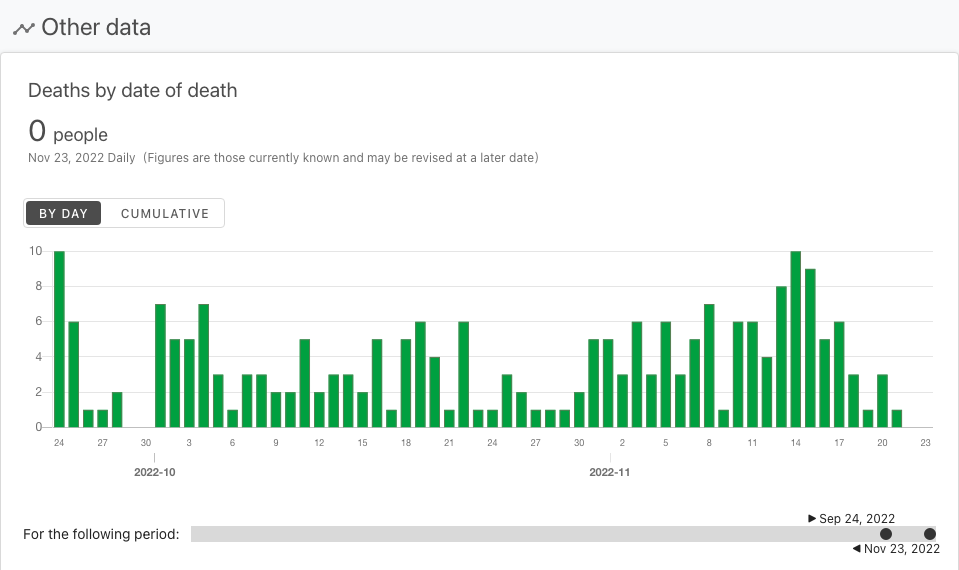 Other data
Deaths by date of death
0 people
Nov 23, 2022 Daily (Figures are those currently known and may be revised at a later date)
BY DAY CUMULATIVE
10
8
6
4
2
0
24 27 30 3 6 9 12 15 18 21 24 27 30 2 5 8 11 14 17 20 23
2022-10 2022-11
▶ Sep 24, 2022
For the following period:
◀ Nov 23, 2022